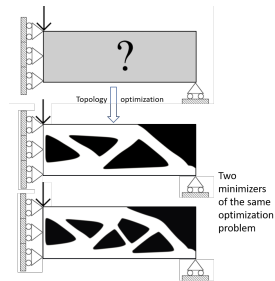 ?
Topology optimization
Two
minimizers
of the same
optimization
problem